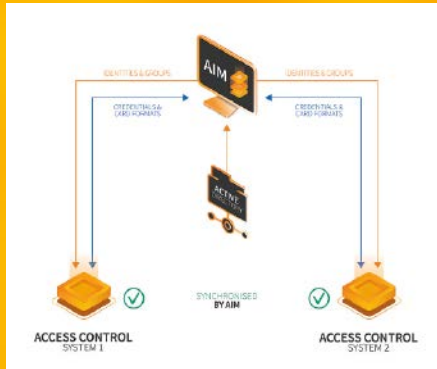 AIM
IDENTITIES & GROUPS
IDENTITIES & GROUPS
CREDENTIALS &
CARD FORMATS
CREDENTIALS &
CARD FORMATS
ACTIVE
DIRECTORY
SYNCHRONISED
BY AIM
ACCESS CONTROL
SYSTEM 1
ACCESS CONTROL
SYSTEM 2